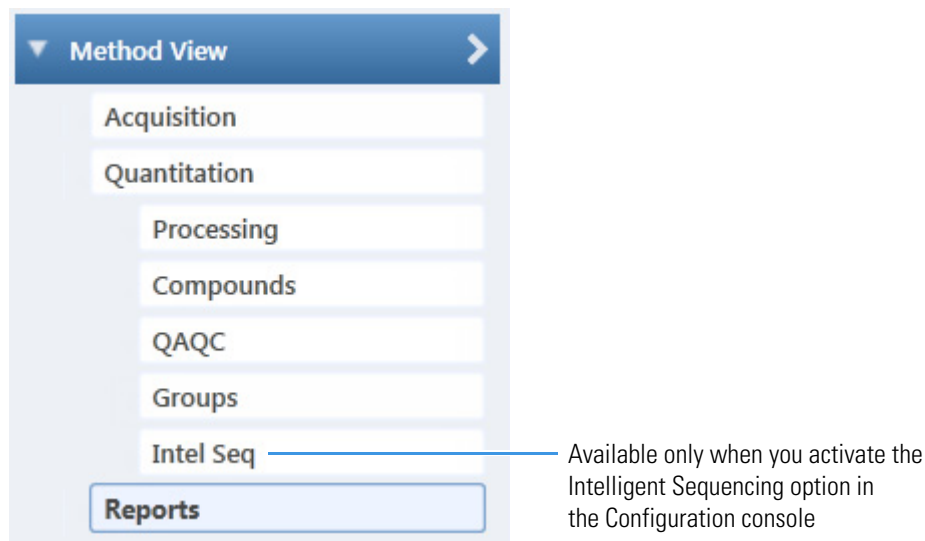 Method View
Acquisition
Quantitation
Processing
Compounds
QAQC
Groups
Intel Seq
Available only when you activate the
Intelligent Sequencing option in
the Configuration console
Reports